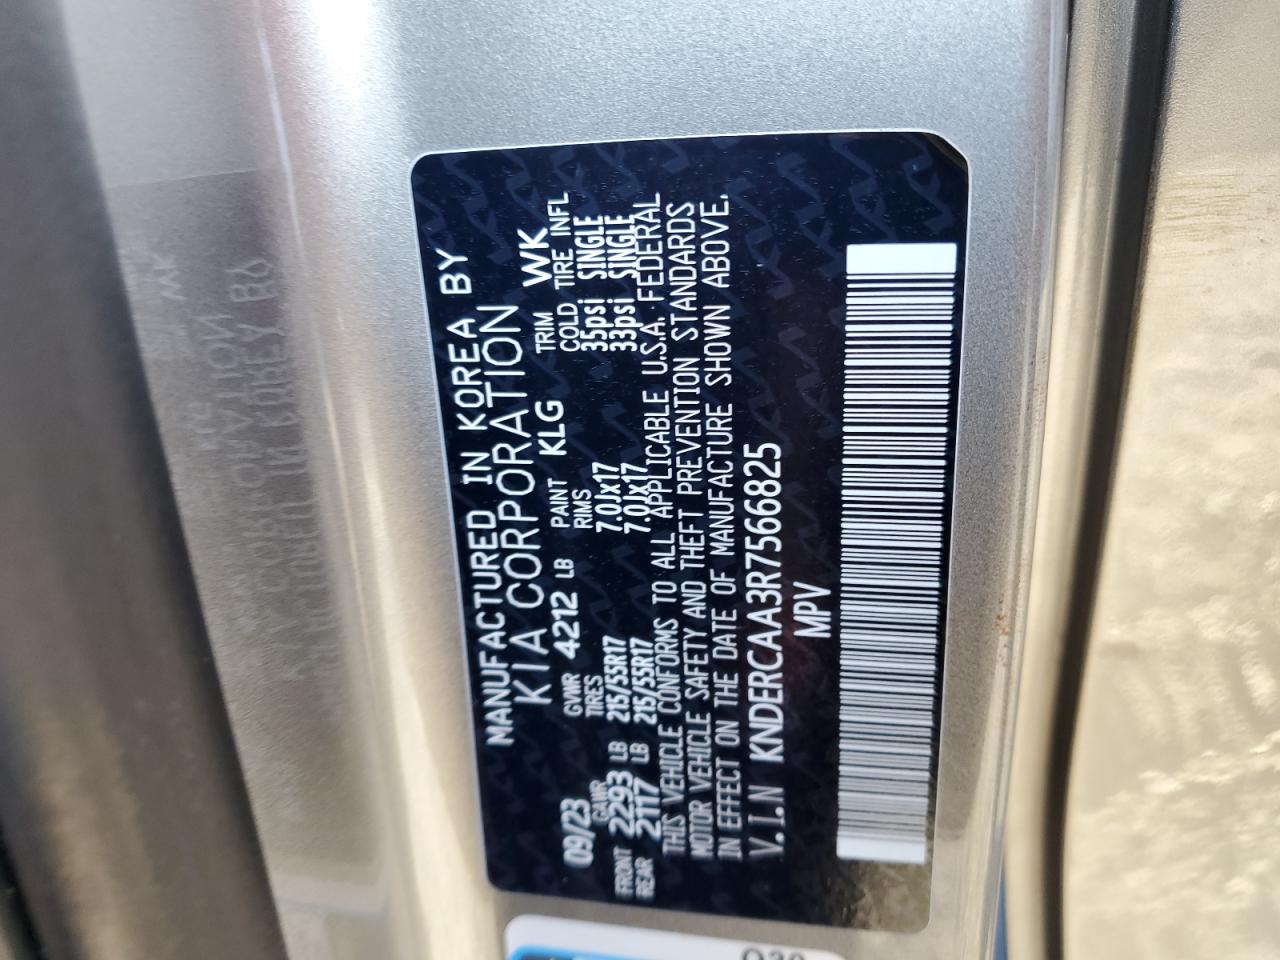 MANUFACTURED IN KOREA BY
KIA CORPORATION
09/23 GVWR 4212 LB PAINT KLG TRIM WK
GAWR TIRES RIMS COLD TIRE INFL
FRONT 2293 LB 215/55R17 7.0Jx17 35psi SINGLE
REAR 2117 LB 215/55R17 7.0Jx17 33psi SINGLE
THIS VEHICLE CONFORMS TO ALL APPLICABLE U.S.A. FEDERAL
MOTOR VEHICLE SAFETY AND THEFT PREVENTION STANDARDS
IN EFFECT ON THE DATE OF MANUFACTURE SHOWN ABOVE.
V.I.N KNDERCAA3R7566825
MPV